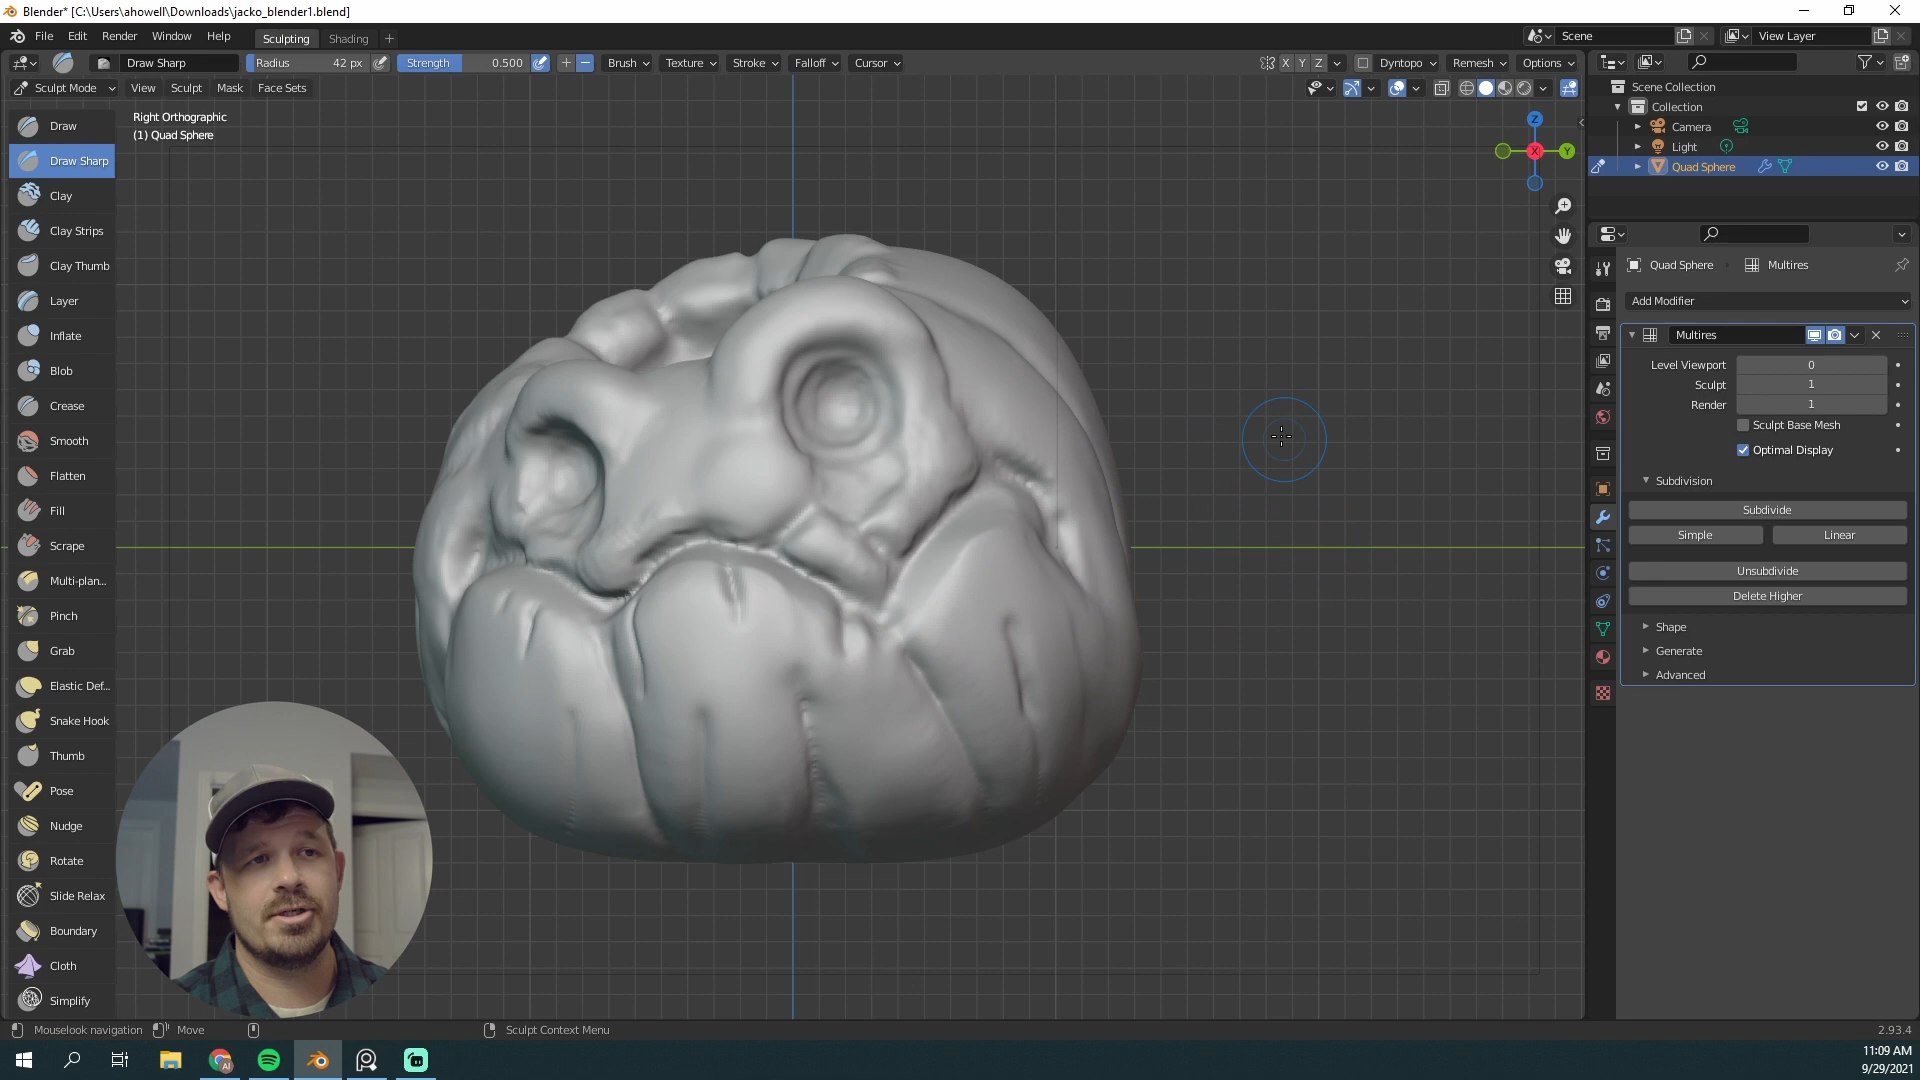 Blender* [C:\Users\ahowell\Downloads\jacko_blender1.blend]
File Edit Render Window Help Sculpting Shading + Scene View Layer
Draw Sharp Radius 42 px Strength 0.500 Brush Texture Stroke Falloff Cursor X Y Z Dyntopo Remesh Options
Sculpt Mode View Sculpt Mask Face Sets
Right Orthographic
(1) Quad Sphere
Z
X
Y
Draw
Draw Sharp
Clay
Clay Strips
Clay Thumb
Layer
Inflate
Blob
Crease
Smooth
Flatten
Fill
Scrape
Multi-plan...
Pinch
Grab
Elastic Def...
Snake Hook
Thumb
Pose
Nudge
Rotate
Slide Relax
Boundary
Cloth
Simplify
Scene Collection
Collection
Camera
Light
Quad Sphere
Quad Sphere Multires
Add Modifier
Multires
Level Viewport 0
Sculpt 1
Render 1
Sculpt Base Mesh
Optimal Display
Subdivision
Subdivide
Simple Linear
Unsubdivide
Delete Higher
Shape
Generate
Advanced
Mouselook navigation Move Sculpt Context Menu 2.93.4
AI
11:09 AM
9/29/2021